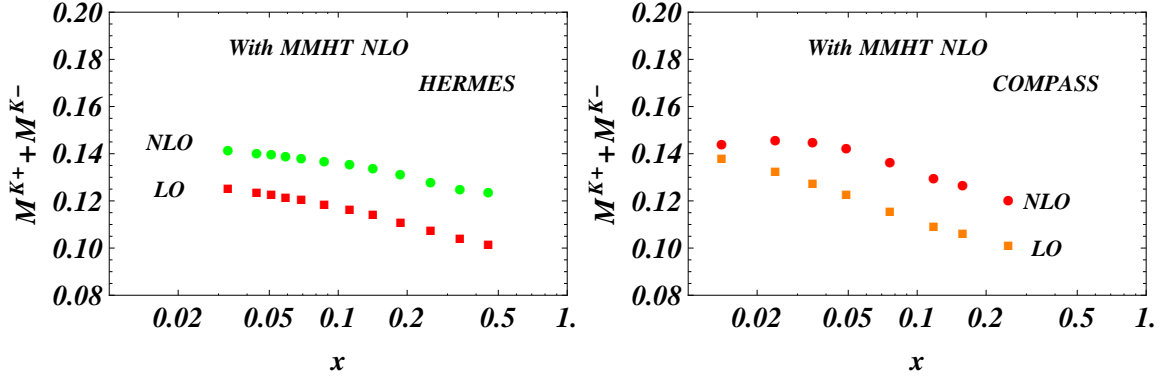 0.20
0.18
0.16
0.14
0.12
0.10
0.08
M^{K+}+M^{K-}
With MMHT NLO
HERMES
NLO
LO
0.02 0.05 0.1 0.2 0.5 1.
x
0.20
0.18
0.16
0.14
0.12
0.10
0.08
M^{K+}+M^{K-}
With MMHT NLO
COMPASS
NLO
LO
0.02 0.05 0.1 0.2 0.5 1.
x